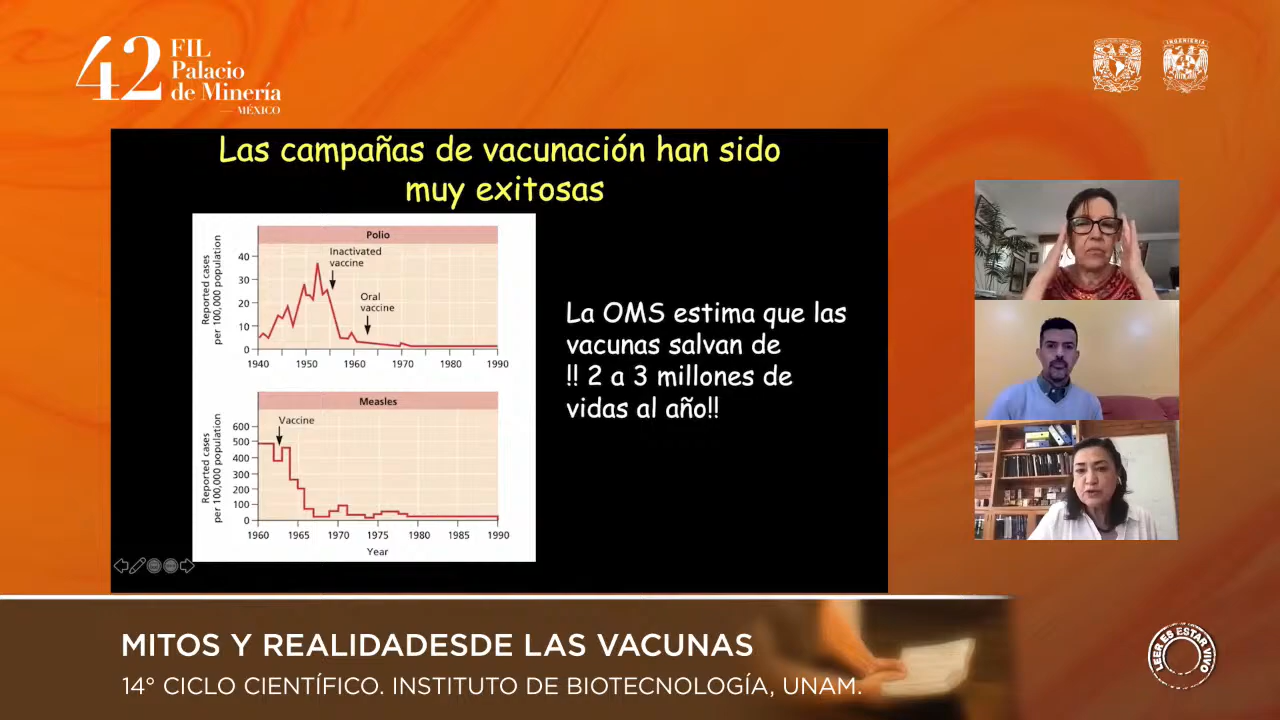 42
FIL
Palacio
de Minería
MÉXICO
INGENIERIA
Las campañas de vacunación han sido
muy exitosas
Polio
Reported cases
per 100,000 population
40
30
20
10
0
Inactivated
vaccine
Oral
vaccine
1940 1950 1960 1970 1980 1990
Measles
Reported cases
per 100,000 population
600
500
400
300
200
100
0
Vaccine
1960 1965 1970 1975 1980 1985 1990
Year
La OMS estima que las
vacunas salvan de
!! 2 a 3 millones de
vidas al año!!
MITOS Y REALIDADESDE LAS VACUNAS
14° CICLO CIENTÍFICO. INSTITUTO DE BIOTECNOLOGÍA, UNAM.
LEER ES ESTAR VIVO